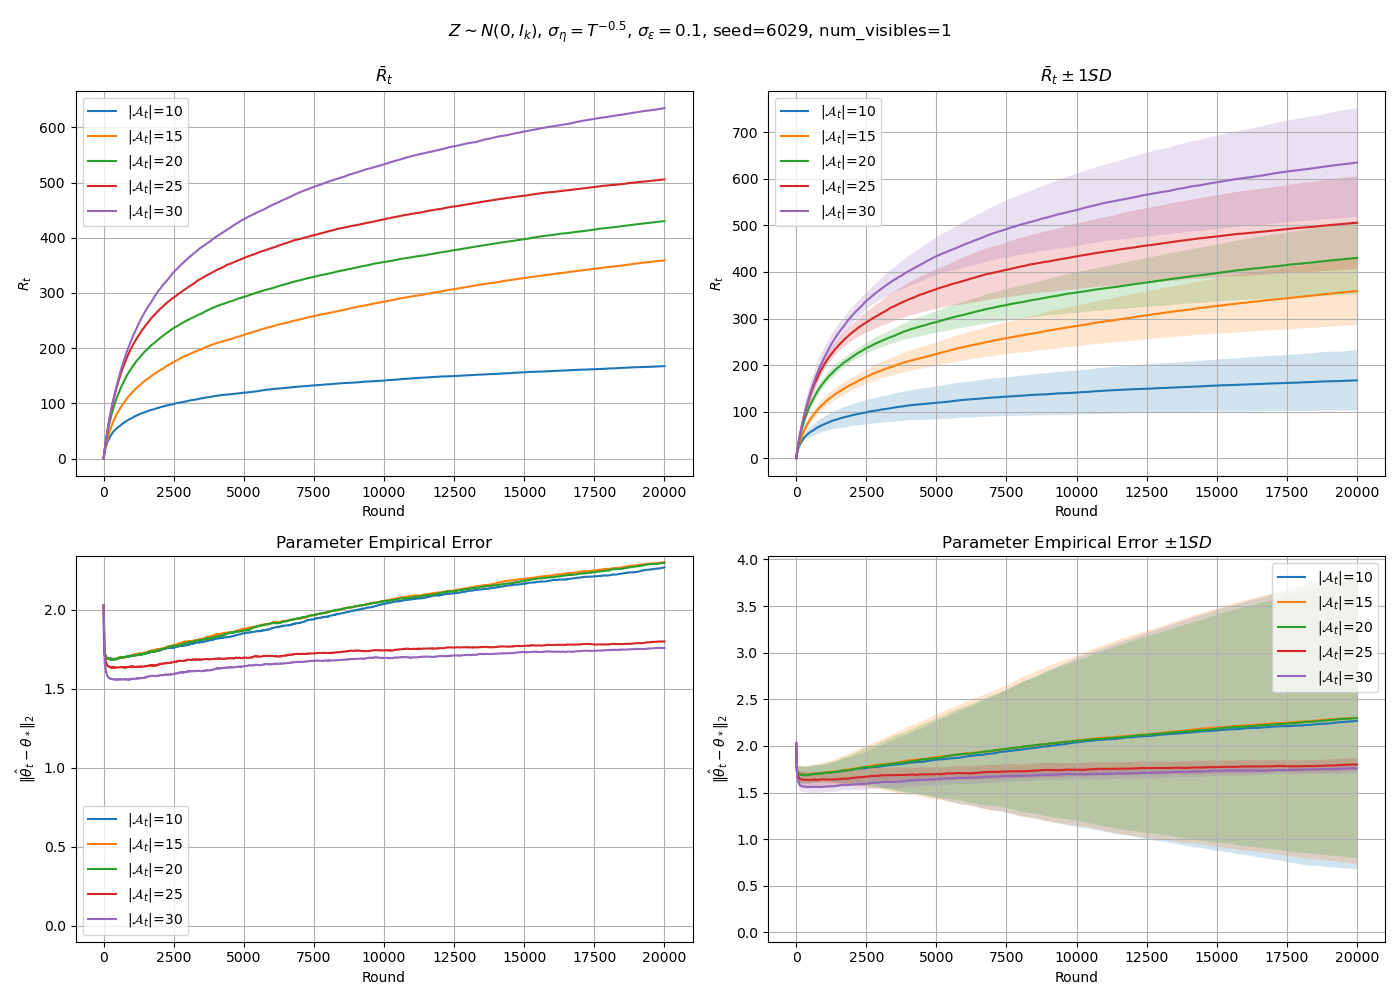 Z ∼ N(0, I_k), σ_η = T^{−0.5}, σ_ε = 0.1, seed=6029, num_visibles=1
R̄_t
R_t
600
500
400
300
200
100
0
|𝒜_t|=10
|𝒜_t|=15
|𝒜_t|=20
|𝒜_t|=25
|𝒜_t|=30
0 2500 5000 7500 10000 12500 15000 17500 20000
Round
R̄_t ± 1SD
R_t
700
600
500
400
300
200
100
0
|𝒜_t|=10
|𝒜_t|=15
|𝒜_t|=20
|𝒜_t|=25
|𝒜_t|=30
0 2500 5000 7500 10000 12500 15000 17500 20000
Round
Parameter Empirical Error
‖θ̂_t − θ*‖₂
2.0
1.5
1.0
0.5
0.0
|𝒜_t|=10
|𝒜_t|=15
|𝒜_t|=20
|𝒜_t|=25
|𝒜_t|=30
0 2500 5000 7500 10000 12500 15000 17500 20000
Round
Parameter Empirical Error ±1SD
‖θ̂_t − θ*‖₂
4.0
3.5
3.0
2.5
2.0
1.5
1.0
0.5
0.0
|𝒜_t|=10
|𝒜_t|=15
|𝒜_t|=20
|𝒜_t|=25
|𝒜_t|=30
0 2500 5000 7500 10000 12500 15000 17500 20000
Round